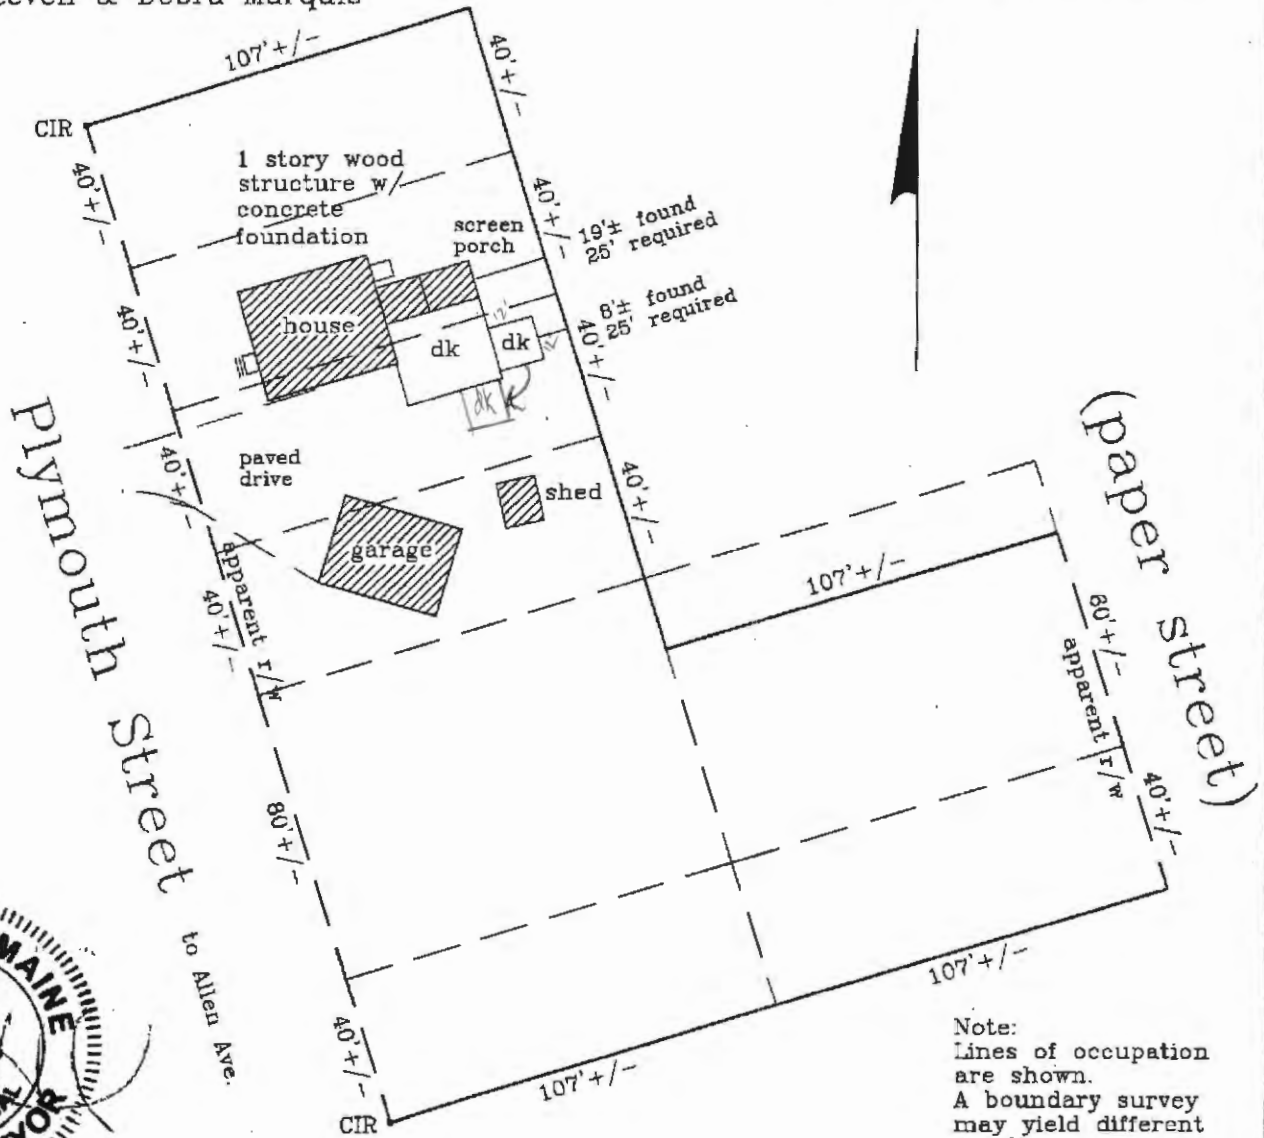 & Debra Marquis
107'+/-
40'+/-
CIR
40'+/-
1 story wood
structure w/
concrete
foundation
screen
porch
40'+/-
19'± found
25' required
8'± found
25' required
house
dk
dk
12'
dk
40'+/-
40'+/-
40'+/-
paved
drive
40'+/-
shed
garage
apparent r/w
40'+/-
107'+/-
(paper street)
80'+/-
apparent r/w
40'+/-
Plymouth Street
to Allen Ave.
80'+/-
40'+/-
107'+/-
107'+/-
CIR
MAINE
Note:
Lines of occupation
are shown.
A boundary survey
may yield different